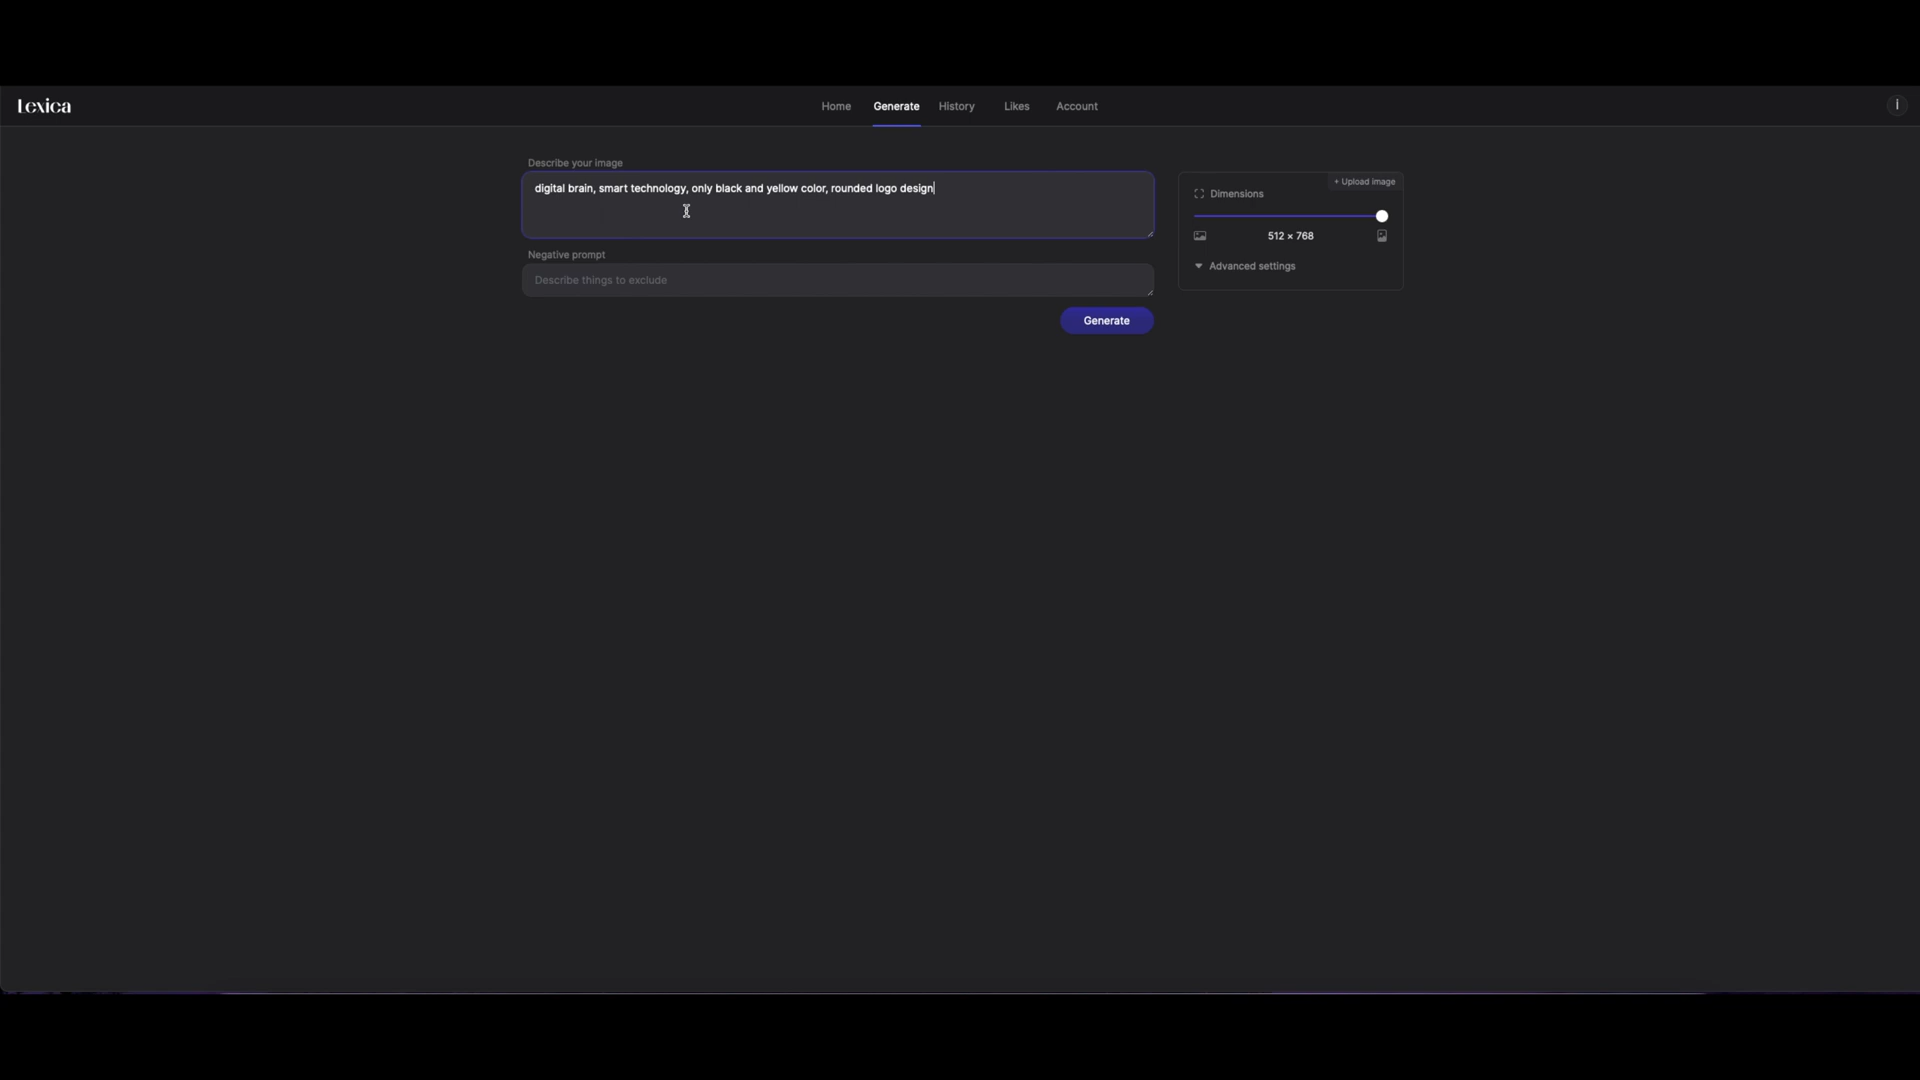 Lexica
Home Generate History Likes Account
i
Describe your image
digital brain, smart technology, only black and yellow color, rounded logo design
+ Upload image
Dimensions
512 × 768
Advanced settings
Negative prompt
Describe things to exclude
Generate